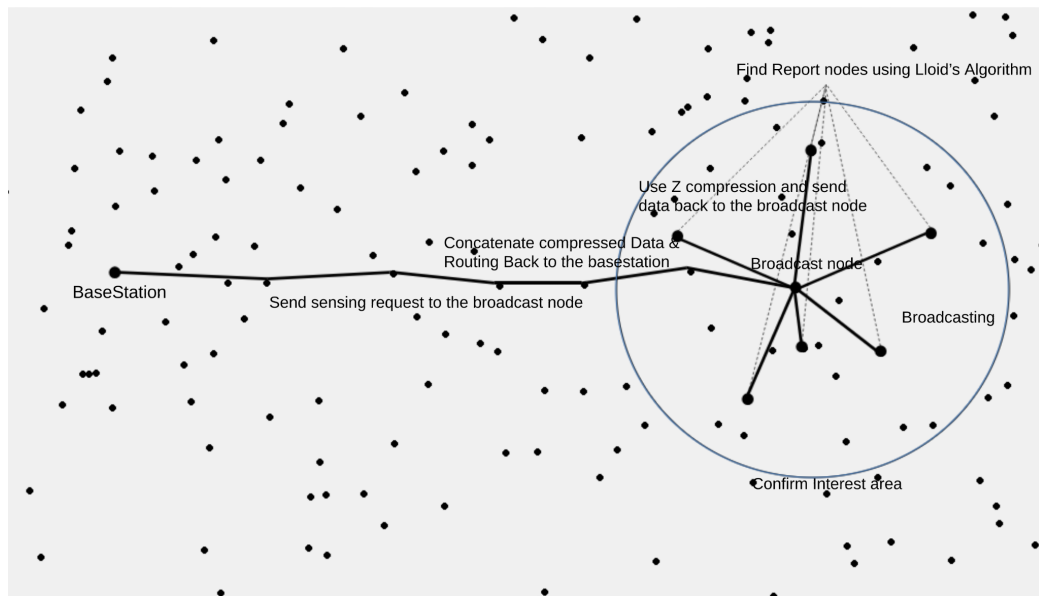 Find Report nodes using Lloid's Algorithm
Use Z compression and send
data back to the broadcast node
Concatenate compressed Data &
Routing Back to the basestation
Broadcast node
BaseStation
Send sensing request to the broadcast node
Broadcasting
Confirm Interest area